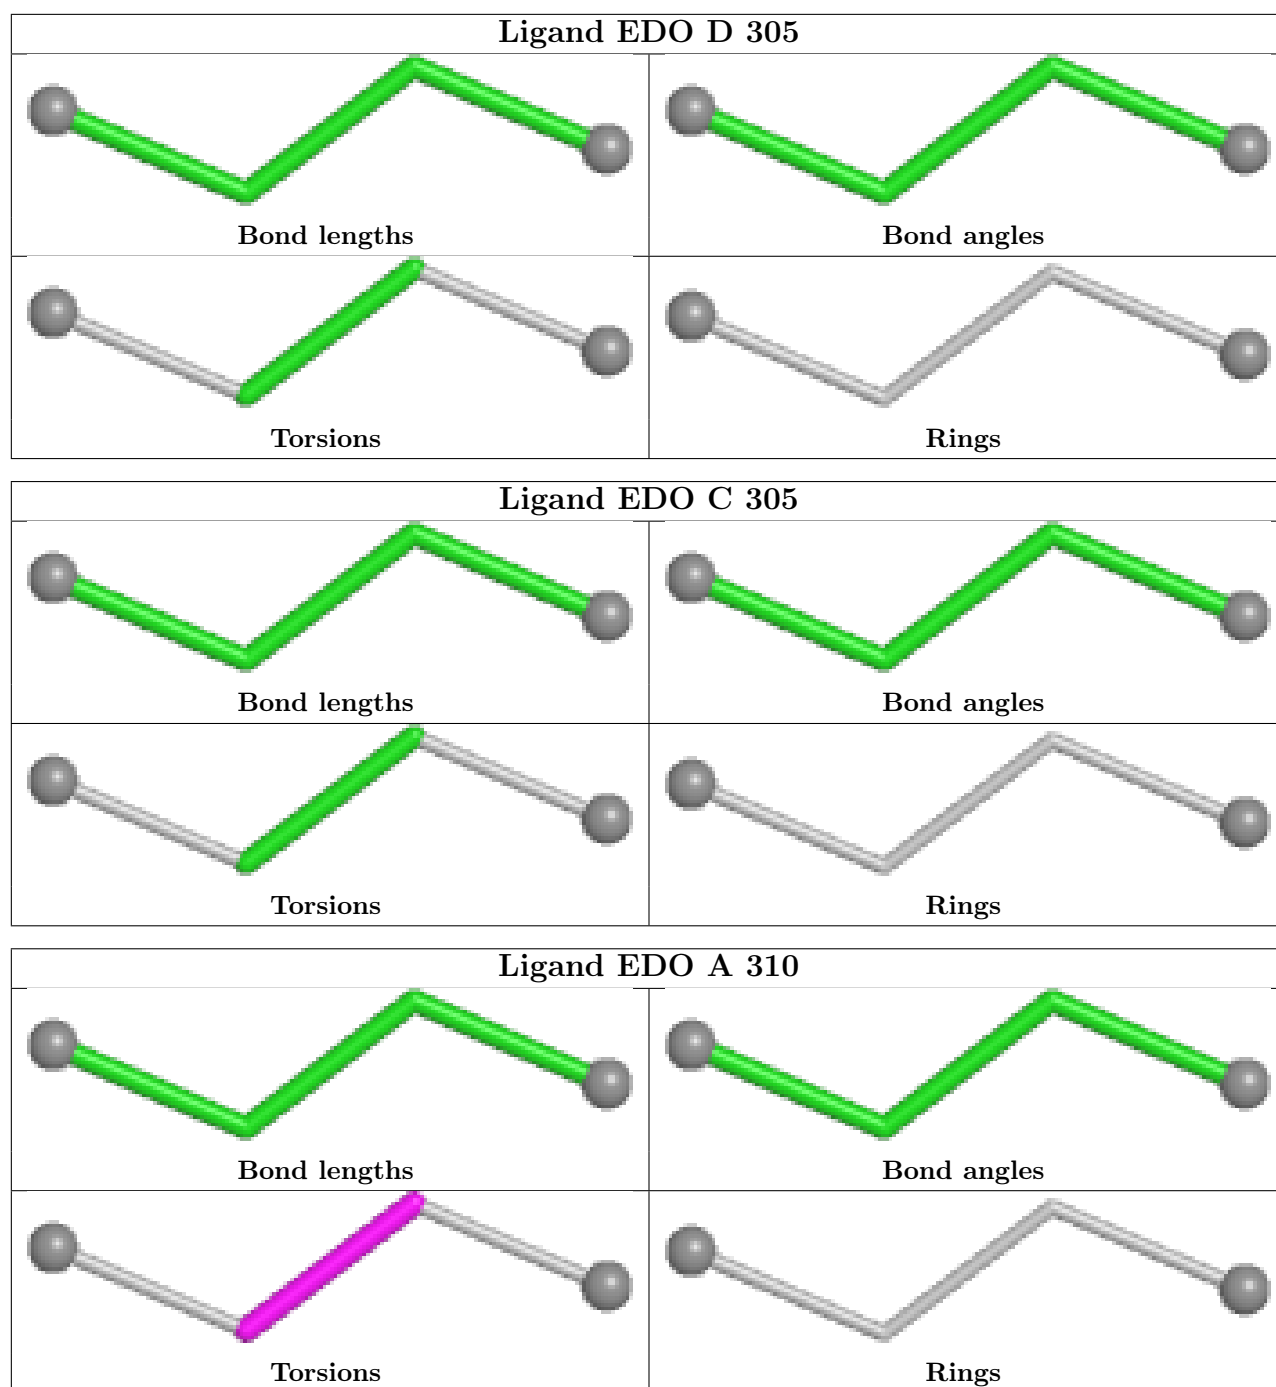 Ligand EDO D 305
Bond lengths
Bond angles
Torsions
Rings
Ligand EDO C 305
Bond lengths
Bond angles
Torsions
Rings
Ligand EDO A 310
Bond lengths
Bond angles
Torsions
Rings